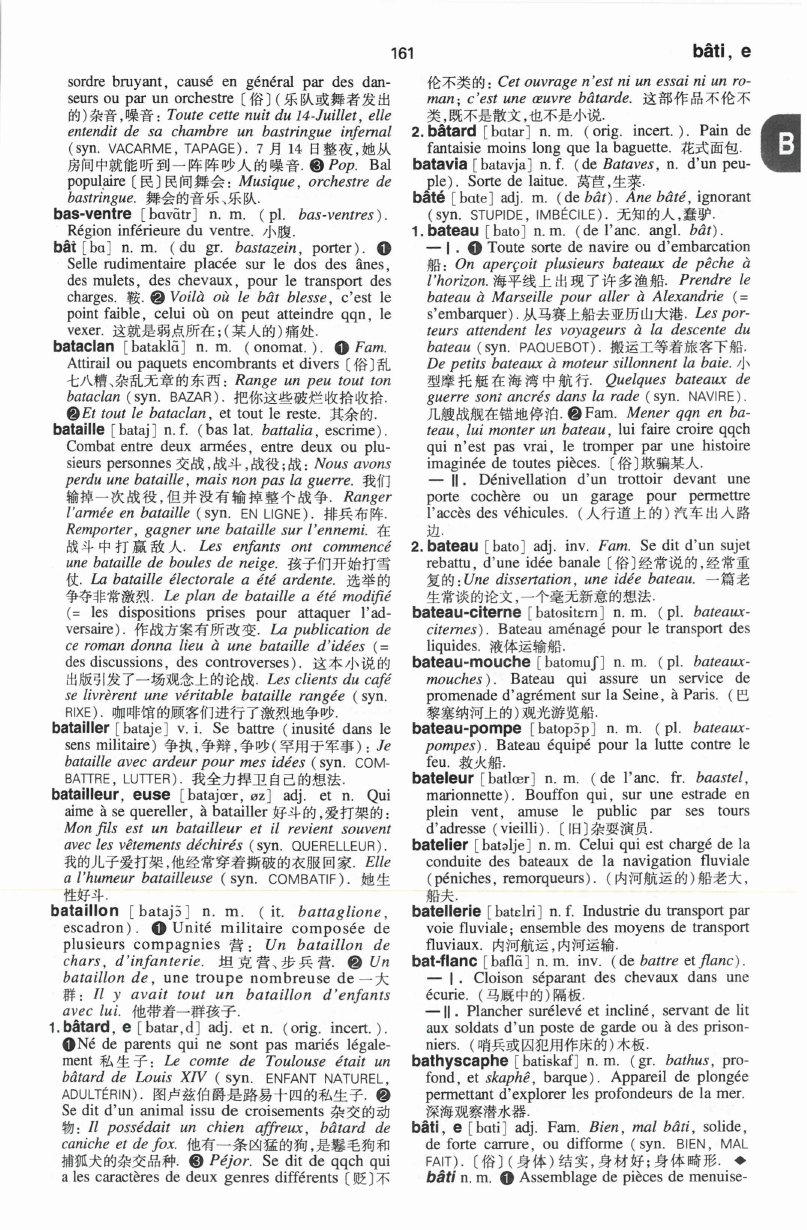 161
bâti, e
sordre bruyant, causé en général par des dan-
seurs ou par un orchestre〔俗〕(乐队或舞者发出
的)杂音,噪音: Toute cette nuit du 14-Juillet, elle
entendit de sa chambre un bastringue infernal
(syn. VACARME, TAPAGE). 7 月 14 日整夜,她从
房间中就能听到一阵阵吵人的噪音. ❸ Pop. Bal
populaire〔民〕民间舞会: Musique, orchestre de
bastringue. 舞会的音乐、乐队.
bas-ventre [bɑvɑ̃tr] n. m. (pl. bas-ventres).
Région inférieure du ventre. 小腹.
bât [bɑ] n. m. (du gr. bastazein, porter). ❶
Selle rudimentaire placée sur le dos des ânes,
des mulets, des chevaux, pour le transport des
charges. 鞍. ❷ Voilà où le bât blesse, c'est le
point faible, celui où on peut atteindre qqn, le
vexer. 这就是弱点所在;(某人的)痛处.
bataclan [bataklɑ̃] n. m. (onomat.). ❶ Fam.
Attirail ou paquets encombrants et divers〔俗〕乱
七八糟、杂乱无章的东西: Range un peu tout ton
bataclan (syn. BAZAR). 把你这些破烂收拾收拾.
❷ Et tout le bataclan, et tout le reste. 其余的.
bataille [bataj] n. f. (bas lat. battalia, escrime).
Combat entre deux armées, entre deux ou plu-
sieurs personnes 交战,战斗,战役;战: Nous avons
perdu une bataille, mais non pas la guerre. 我们
输掉一次战役,但并没有输掉整个战争. Ranger
l'armée en bataille (syn. EN LIGNE). 排兵布阵.
Remporter, gagner une bataille sur l'ennemi. 在
战斗中打赢敌人. Les enfants ont commencé
une bataille de boules de neige. 孩子们开始打雪
仗. La bataille électorale a été ardente. 选举的
争夺非常激烈. Le plan de bataille a été modifié
(= les dispositions prises pour attaquer l'ad-
versaire). 作战方案有所改变. La publication de
ce roman donna lieu à une bataille d'idées (=
des discussions, des controverses). 这本小说的
出版引发了一场观念上的论战. Les clients du café
se livrèrent une véritable bataille rangée (syn.
RIXE). 咖啡馆的顾客们进行了激烈地争吵.
batailler [bataje] v. i. Se battre (inusité dans le
sens militaire) 争执,争辩,争吵(罕用于军事): Je
bataille avec ardeur pour mes idées (syn. COM-
BATTRE, LUTTER). 我全力捍卫自己的想法.
batailleur, euse [batajœr, øz] adj. et n. Qui
aime à se quereller, à batailler 好斗的,爱打架的:
Mon fils est un batailleur et il revient souvent
avec les vêtements déchirés (syn. QUERELLEUR).
我的儿子爱打架,他经常穿着撕破的衣服回家. Elle
a l'humeur batailleuse (syn. COMBATIF). 她生
性好斗.
bataillon [batajɔ̃] n. m. (it. battaglione,
escadron). ❶ Unité militaire composée de
plusieurs compagnies 营: Un bataillon de
chars, d'infanterie. 坦克营、步兵营. ❷ Un
bataillon de, une troupe nombreuse de 一大
群: Il y avait tout un bataillon d'enfants
avec lui. 他带着一群孩子.
1. bâtard, e [batar,d] adj. et n. (orig. incert.).
❶Né de parents qui ne sont pas mariés légale-
ment 私生子: Le comte de Toulouse était un
bâtard de Louis XIV (syn. ENFANT NATUREL,
ADULTÉRIN). 图卢兹伯爵是路易十四的私生子. ❷
Se dit d'un animal issu de croisements 杂交的动
物: Il possédait un chien affreux, bâtard de
caniche et de fox. 他有一条凶猛的狗,是鬈毛狗和
捕狐犬的杂交品种. ❸ Péjor. Se dit de qqch qui
a les caractères de deux genres différents〔贬〕不
伦不类的: Cet ouvrage n'est ni un essai ni un ro-
man; c'est une œuvre bâtarde. 这部作品不伦不
类,既不是散文,也不是小说.
2. bâtard [bɑtar] n. m. (orig. incert.). Pain de
fantaisie moins long que la baguette. 花式面包.
batavia [batavja] n. f. (de Bataves, n. d'un peu-
ple). Sorte de laitue. 莴苣,生菜.
bâté [bɑte] adj. m. (de bât). Âne bâté, ignorant
(syn. STUPIDE, IMBÉCILE). 无知的人,蠢驴.
1. bateau [bato] n. m. (de l'anc. angl. bât).
— Ⅰ. ❶ Toute sorte de navire ou d'embarcation
船: On aperçoit plusieurs bateaux de pêche à
l'horizon. 海平线上出现了许多渔船. Prendre le
bateau à Marseille pour aller à Alexandrie (=
s'embarquer). 从马赛上船去亚历山大港. Les por-
teurs attendent les voyageurs à la descente du
bateau (syn. PAQUEBOT). 搬运工等着旅客下船.
De petits bateaux à moteur sillonnent la baie. 小
型摩托艇在海湾中航行. Quelques bateaux de
guerre sont ancrés dans la rade (syn. NAVIRE).
几艘战舰在锚地停泊. ❷ Fam. Mener qqn en ba-
teau, lui monter un bateau, lui faire croire qqch
qui n'est pas vrai, le tromper par une histoire
imaginée de toutes pièces.〔俗〕欺骗某人.
— Ⅱ. Dénivellation d'un trottoir devant une
porte cochère ou un garage pour permettre
l'accès des véhicules. (人行道上的)汽车出入路
边.
2. bateau [bato] adj. inv. Fam. Se dit d'un sujet
rebattu, d'une idée banale〔俗〕经常说的,经常重
复的:Une dissertation, une idée bateau. 一篇老
生常谈的论文,一个毫无新意的想法.
bateau-citerne [batositɛrn] n. m. (pl. bateaux-
citernes). Bateau aménagé pour le transport des
liquides. 液体运输船.
bateau-mouche [batomuʃ] n. m. (pl. bateaux-
mouches). Bateau qui assure un service de
promenade d'agrément sur la Seine, à Paris. (巴
黎塞纳河上的)观光游览船.
bateau-pompe [batopɔ̃p] n. m. (pl. bateaux-
pompes). Bateau équipé pour la lutte contre le
feu. 救火船.
bateleur [batlœr] n. m. (de l'anc. fr. baastel,
marionnette). Bouffon qui, sur une estrade en
plein vent, amuse le public par ses tours
d'adresse (vieilli).〔旧〕杂耍演员.
batelier [batəlje] n. m. Celui qui est chargé de la
conduite des bateaux de la navigation fluviale
(péniches, remorqueurs). (内河航运的)船老大,
船夫.
batellerie [batɛlri] n. f. Industrie du transport par
voie fluviale; ensemble des moyens de transport
fluviaux. 内河航运,内河运输.
bat-flanc [baflɑ̃] n. m. inv. (de battre et flanc).
— Ⅰ. Cloison séparant des chevaux dans une
écurie. (马厩中的)隔板.
— Ⅱ. Plancher surélevé et incliné, servant de lit
aux soldats d'un poste de garde ou à des prison-
niers. (哨兵或囚犯用作床的)木板.
bathyscaphe [batiskaf] n. m. (gr. bathus, pro-
fond, et skaphê, barque). Appareil de plongée
permettant d'explorer les profondeurs de la mer.
深海观察潜水器.
bâti, e [bɑti] adj. Fam. Bien, mal bâti, solide,
de forte carrure, ou difforme (syn. BIEN, MAL
FAIT).〔俗〕(身体)结实,身材好;身体畸形. ◆
bâti n. m. ❶ Assemblage de pièces de menuise-
B